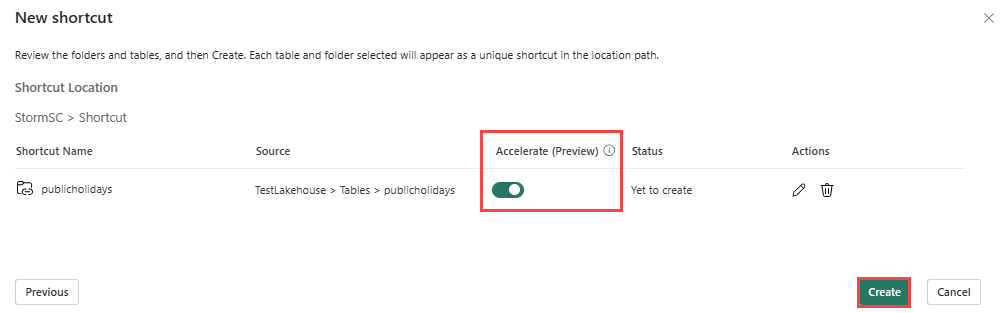 New shortcut
Review the folders and tables, and then Create. Each table and folder selected will appear as a unique shortcut in the location path.
Shortcut Location
StormSC > Shortcut
Shortcut Name Source Accelerate (Preview) Status Actions
publicholidays TestLakehouse > Tables > publicholidays Yet to create
Previous Create Cancel